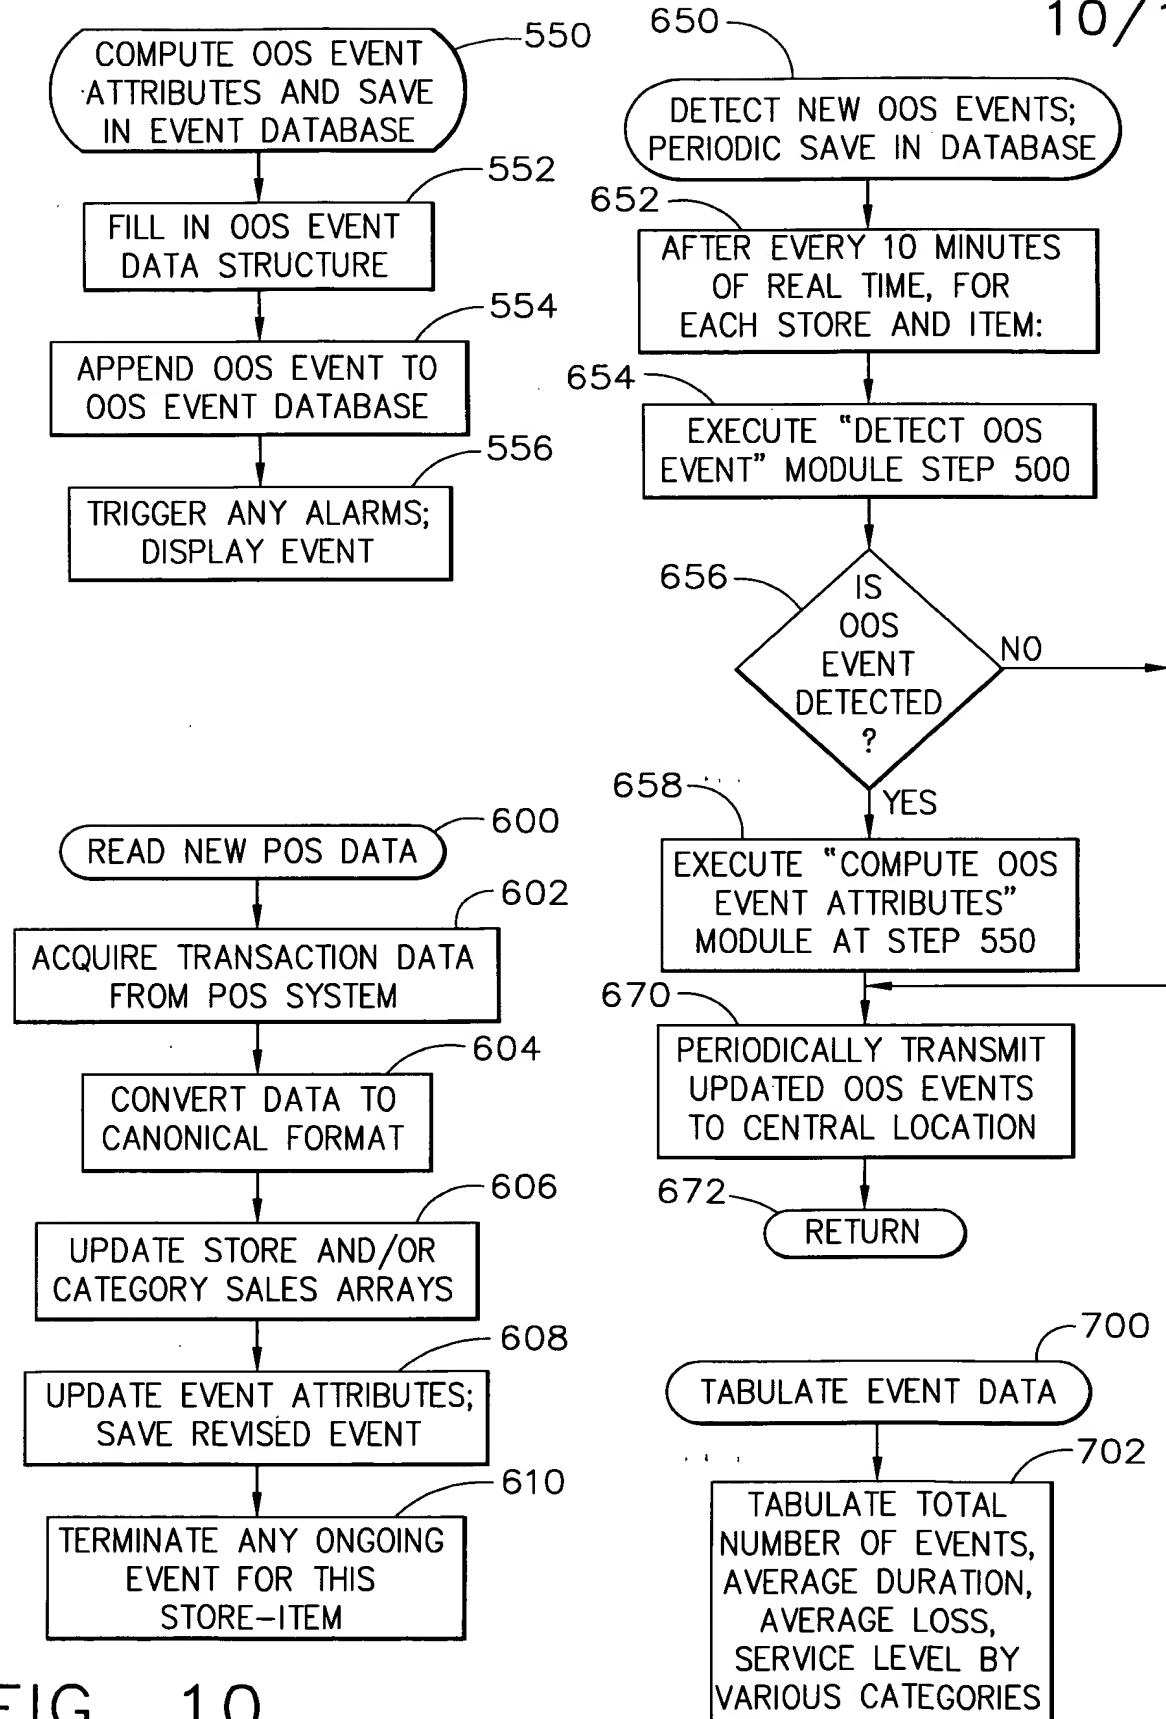 10/1
550
COMPUTE OOS EVENT
ATTRIBUTES AND SAVE
IN EVENT DATABASE
552
FILL IN OOS EVENT
DATA STRUCTURE
554
APPEND OOS EVENT TO
OOS EVENT DATABASE
556
TRIGGER ANY ALARMS;
DISPLAY EVENT
600
READ NEW POS DATA
602
ACQUIRE TRANSACTION DATA
FROM POS SYSTEM
604
CONVERT DATA TO
CANONICAL FORMAT
606
UPDATE STORE AND/OR
CATEGORY SALES ARRAYS
608
UPDATE EVENT ATTRIBUTES;
SAVE REVISED EVENT
610
TERMINATE ANY ONGOING
EVENT FOR THIS
STORE-ITEM
650
DETECT NEW OOS EVENTS;
PERIODIC SAVE IN DATABASE
652
AFTER EVERY 10 MINUTES
OF REAL TIME, FOR
EACH STORE AND ITEM:
654
EXECUTE "DETECT OOS
EVENT" MODULE STEP 500
656
IS
OOS
EVENT
DETECTED
?
NO
YES
658
EXECUTE "COMPUTE OOS
EVENT ATTRIBUTES"
MODULE AT STEP 550
670
PERIODICALLY TRANSMIT
UPDATED OOS EVENTS
TO CENTRAL LOCATION
672
RETURN
700
TABULATE EVENT DATA
702
TABULATE TOTAL
NUMBER OF EVENTS,
AVERAGE DURATION,
AVERAGE LOSS,
SERVICE LEVEL BY
VARIOUS CATEGORIES
FIG. 10